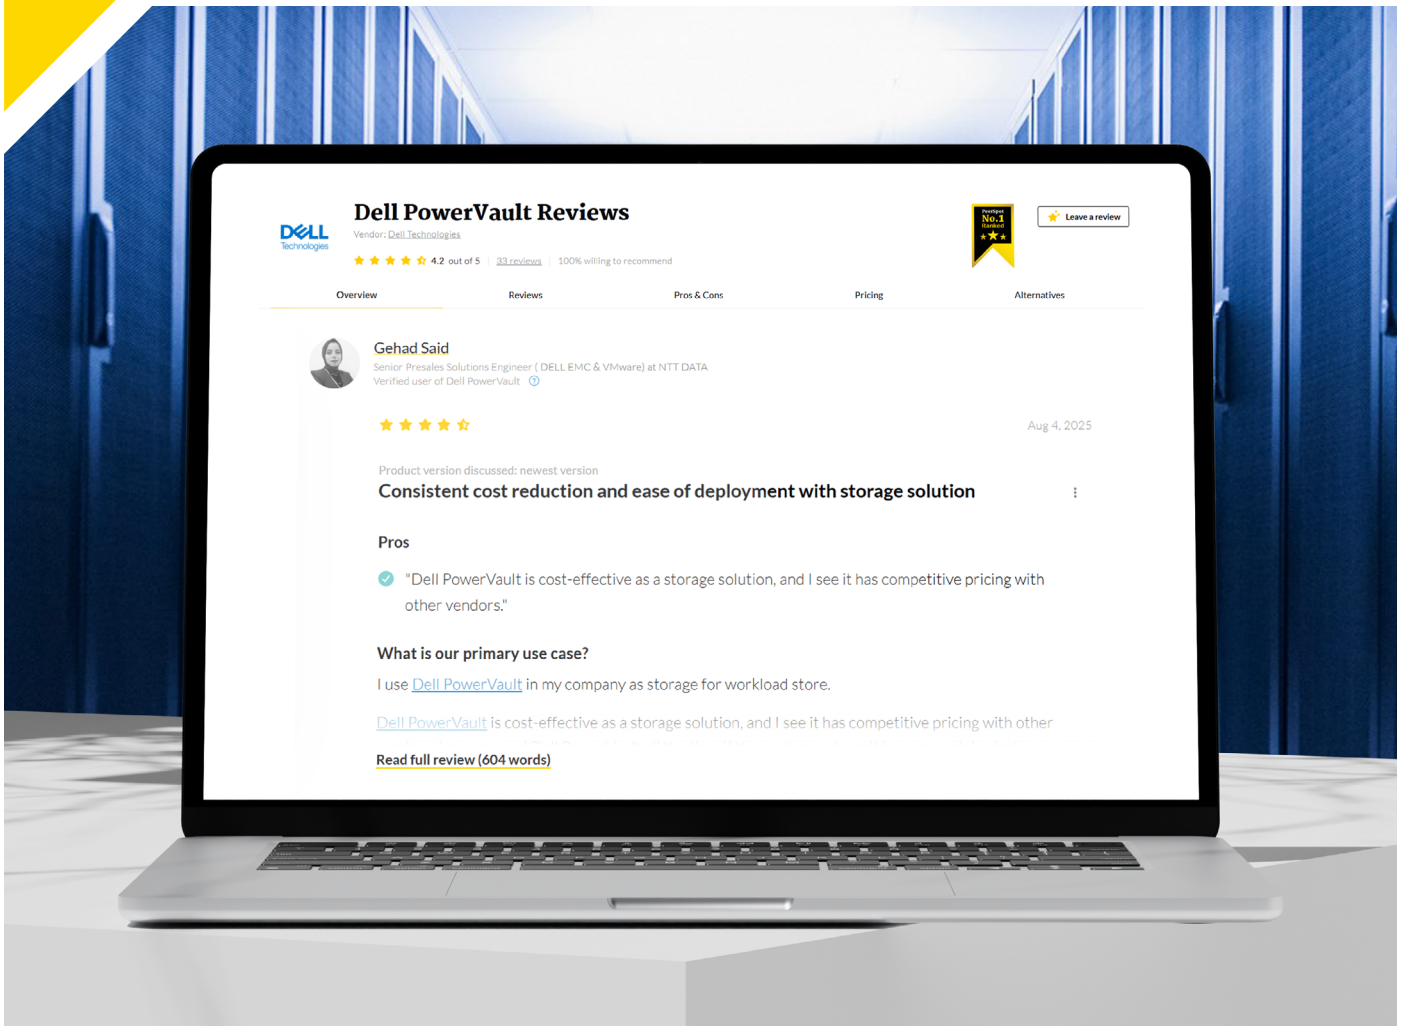 Dell PowerVault Reviews
DELL
Technologies
Vendor: Dell Technologies
4.2 out of 5 | 33 reviews | 100% willing to recommend
PeerSpot
No.1
Ranked
Leave a review
Overview
Reviews
Pros & Cons
Pricing
Alternatives
Gehad Said
Senior Presales Solutions Engineer ( DELL EMC & VMware) at NTT DATA
Verified user of Dell PowerVault ?
Aug 4, 2025
Product version discussed: newest version
Consistent cost reduction and ease of deployment with storage solution
Pros
"Dell PowerVault is cost-effective as a storage solution, and I see it has competitive pricing with
other vendors."
What is our primary use case?
I use Dell PowerVault in my company as storage for workload store.
Dell PowerVault is cost-effective as a storage solution, and I see it has competitive pricing with other
Read full review (604 words)